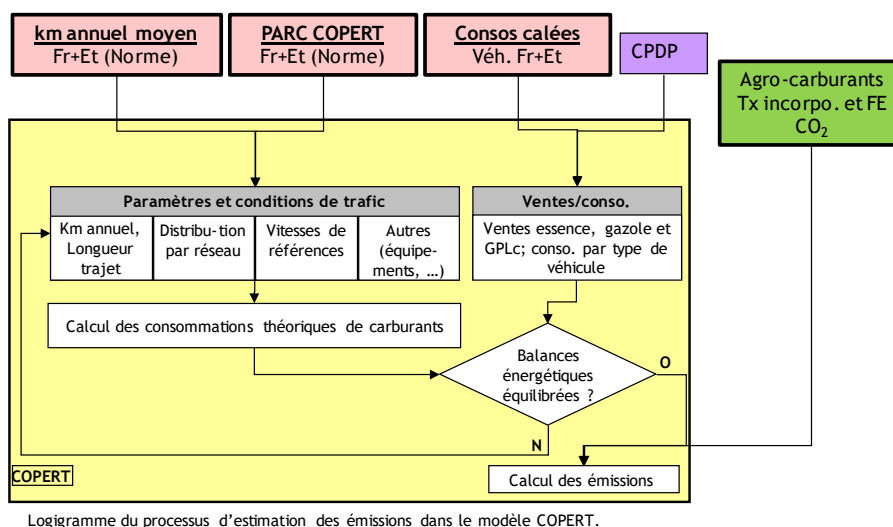 km annuel moyen
Fr+Et (Norme)
PARC COPERT
Fr+Et (Norme)
Consos calées
Véh. Fr+Et
CPDP
Agro-carburants
Tx incorpo. et FE
CO₂
Paramètres et conditions de trafic
Km annuel,
Longueur
trajet
Distribu-tion
par réseau
Vitesses de
références
Autres
(équipe-
ments, …)
Ventes/conso.
Ventes essence, gazole et
GPLc; conso. par type de
véhicule
Calcul des consommations théoriques de carburants
Balances
énergétiques
équilibrées ?
O
N
COPERT
Calcul des émissions
Logigramme du processus d’estimation des émissions dans le modèle COPERT.